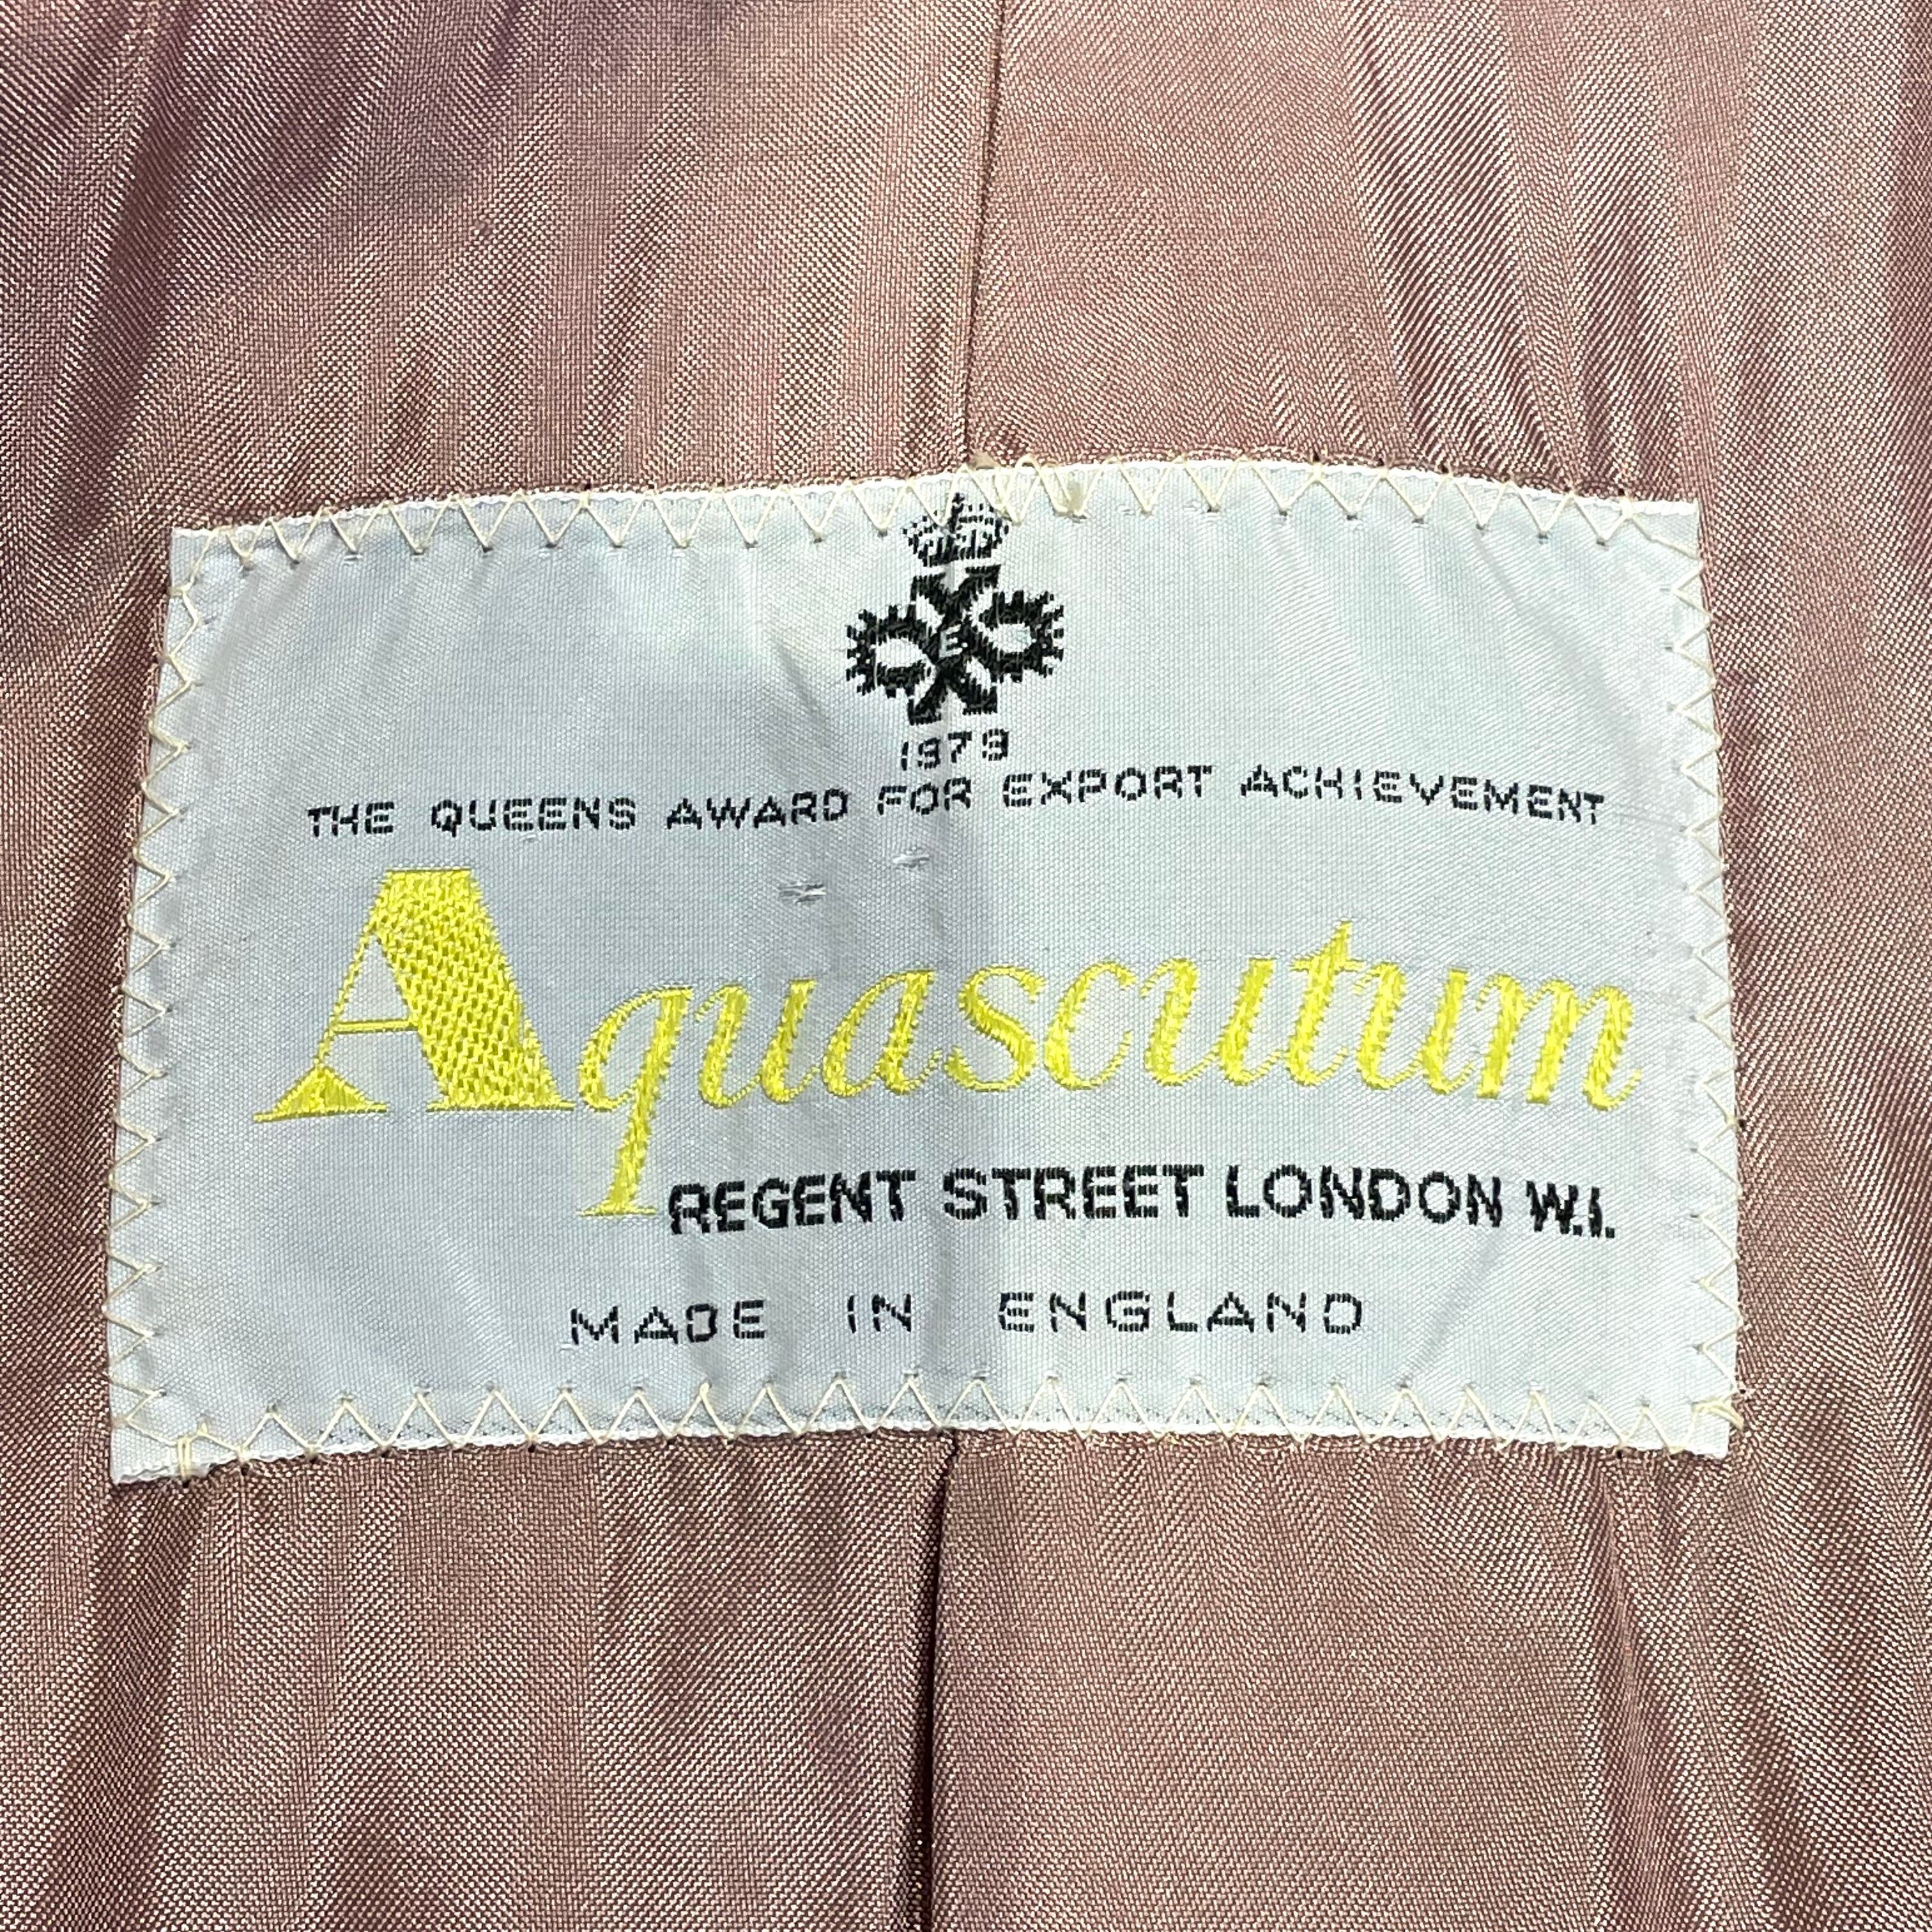 E
1979
THE QUEENS AWARD FOR EXPORT ACHIEVEMENT
Aquascutum
REGENT STREET LONDON W.I.
MADE IN ENGLAND